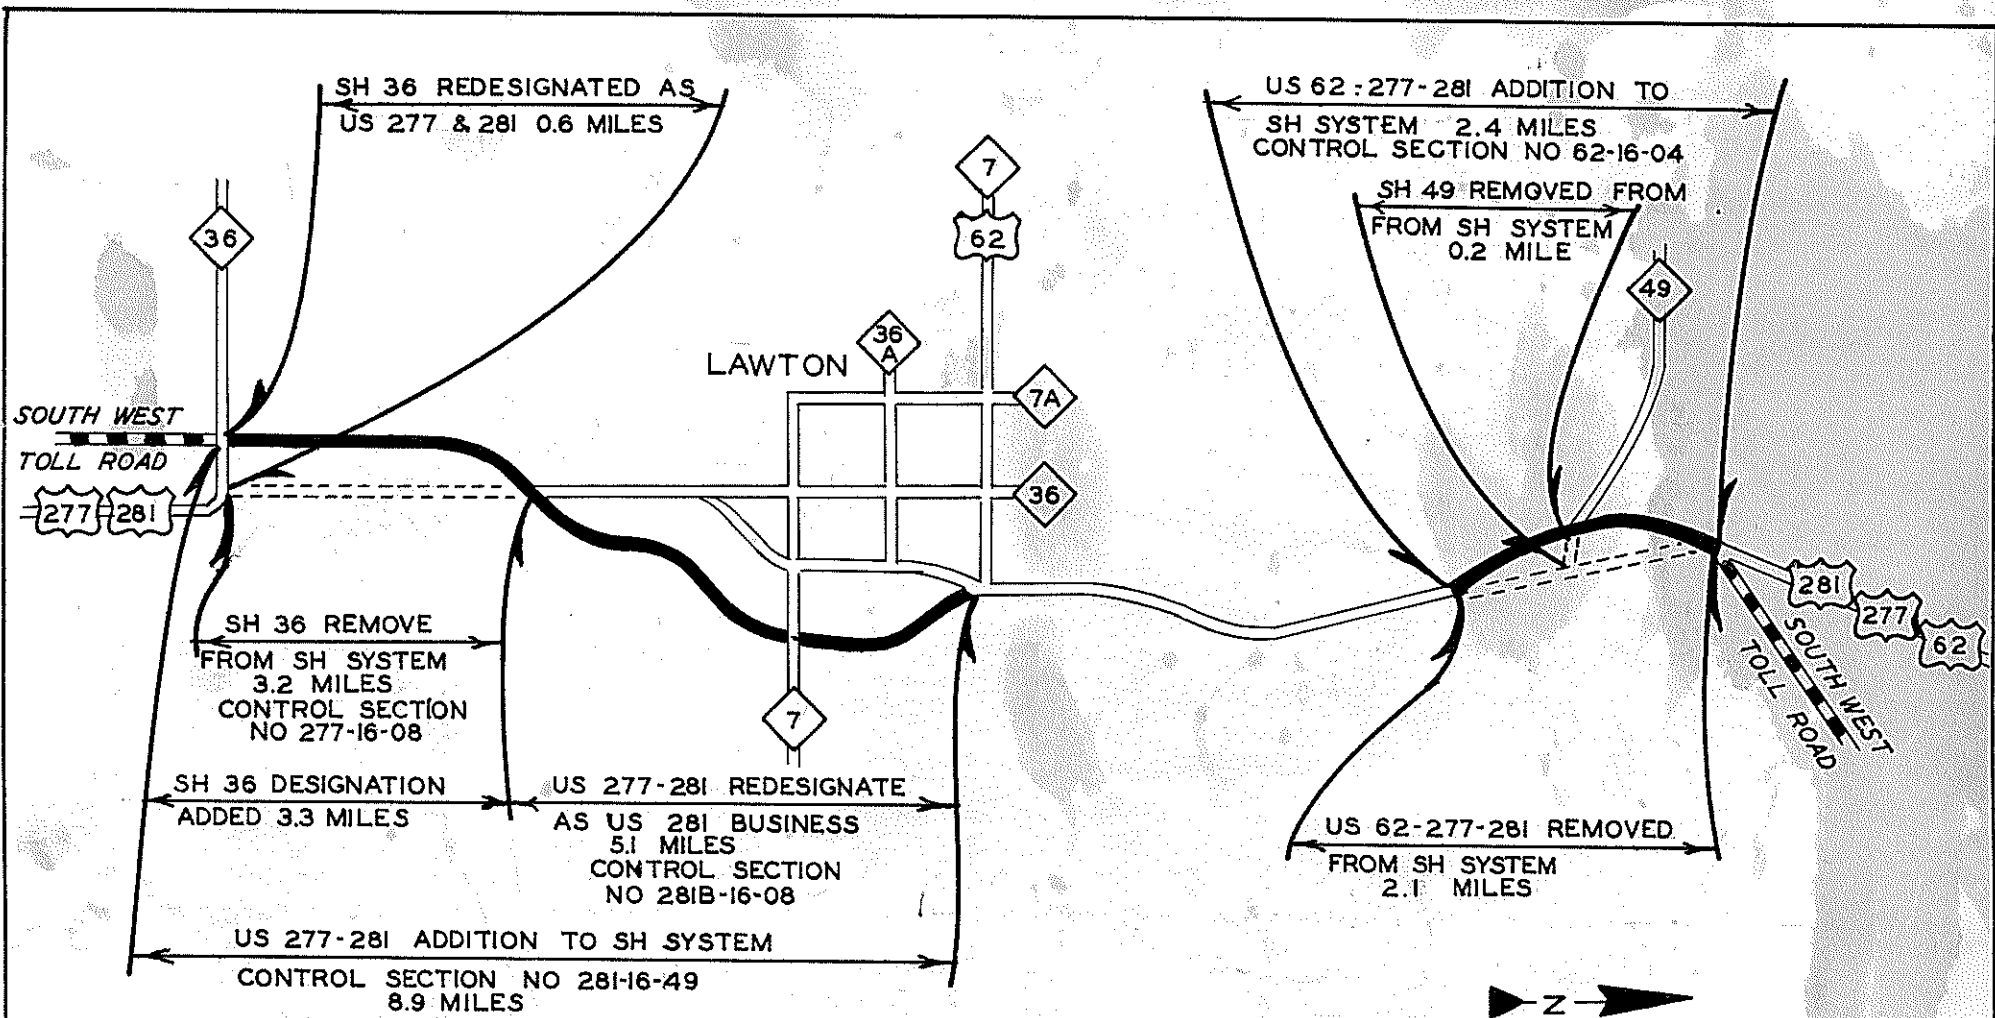 SH 36 REDESIGNATED AS
US 277 & 281 0.6 MILES
US 62-277-281 ADDITION TO
SH SYSTEM 2.4 MILES
CONTROL SECTION NO 62-16-04
SH 49 REMOVED FROM
FROM SH SYSTEM
0.2 MILE
7
62
36
49
36
A
LAWTON
7A
36
SOUTH WEST
TOLL ROAD
277
281
281
277
62
SOUTH WEST
TOLL ROAD
SH 36 REMOVE
FROM SH SYSTEM
3.2 MILES
CONTROL SECTION
NO 277-16-08
7
SH 36 DESIGNATION
ADDED 3.3 MILES
US 277-281 REDESIGNATE
AS US 281 BUSINESS
5.1 MILES
CONTROL SECTION
NO 281B-16-08
US 62-277-281 REMOVED
FROM SH SYSTEM
2.1 MILES
US 277-281 ADDITION TO SH SYSTEM
CONTROL SECTION NO 281-16-49
8.9 MILES
N